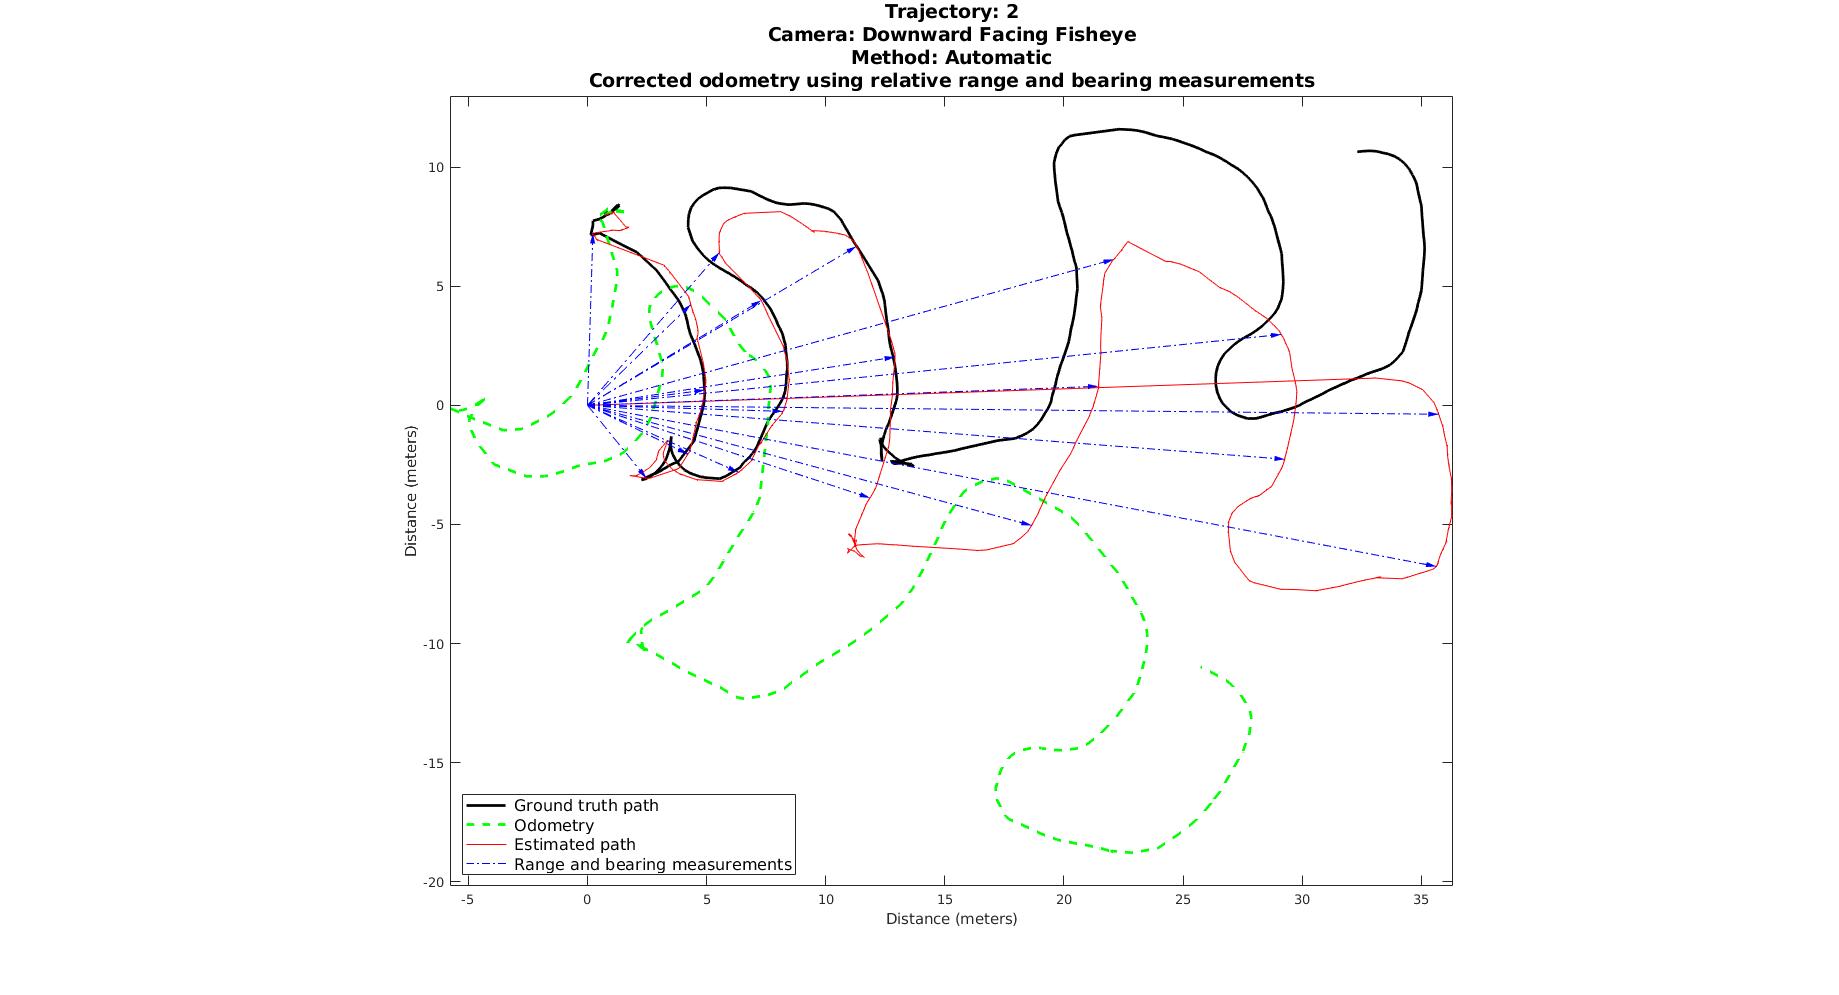 Trajectory: 2
Camera: Downward Facing Fisheye
Method: Automatic
Corrected odometry using relative range and bearing measurements
10
5
0
-5
-10
-15
-20
Distance (meters)
Ground truth path
Odometry
Estimated path
Range and bearing measurements
-5
0
5
10
15
20
25
30
35
Distance (meters)